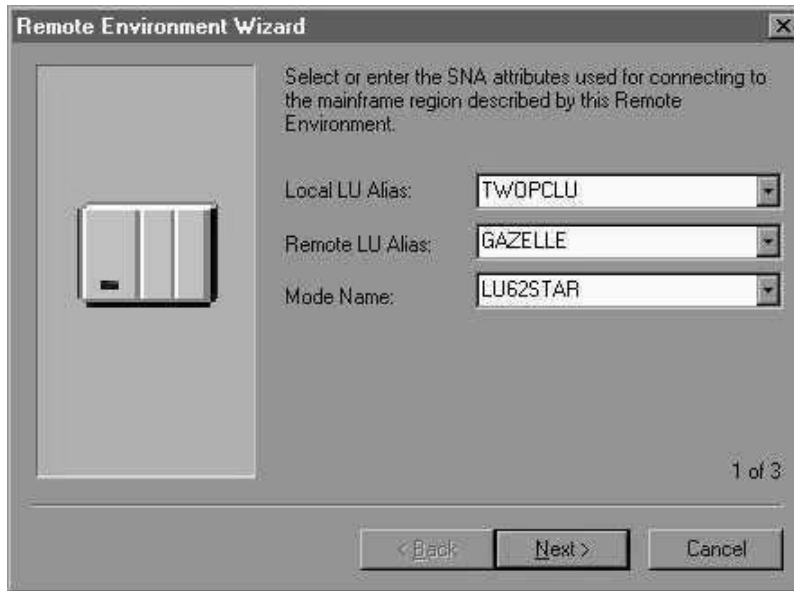 Remote Environment Wizard
Select or enter the SNA attributes used for connecting to
the mainframe region described by this Remote
Environment.
Local LU Alias: TWOPCLU
Remote LU Alias: GAZELLE
Mode Name: LU62STAR
1 of 3
< Back Next > Cancel